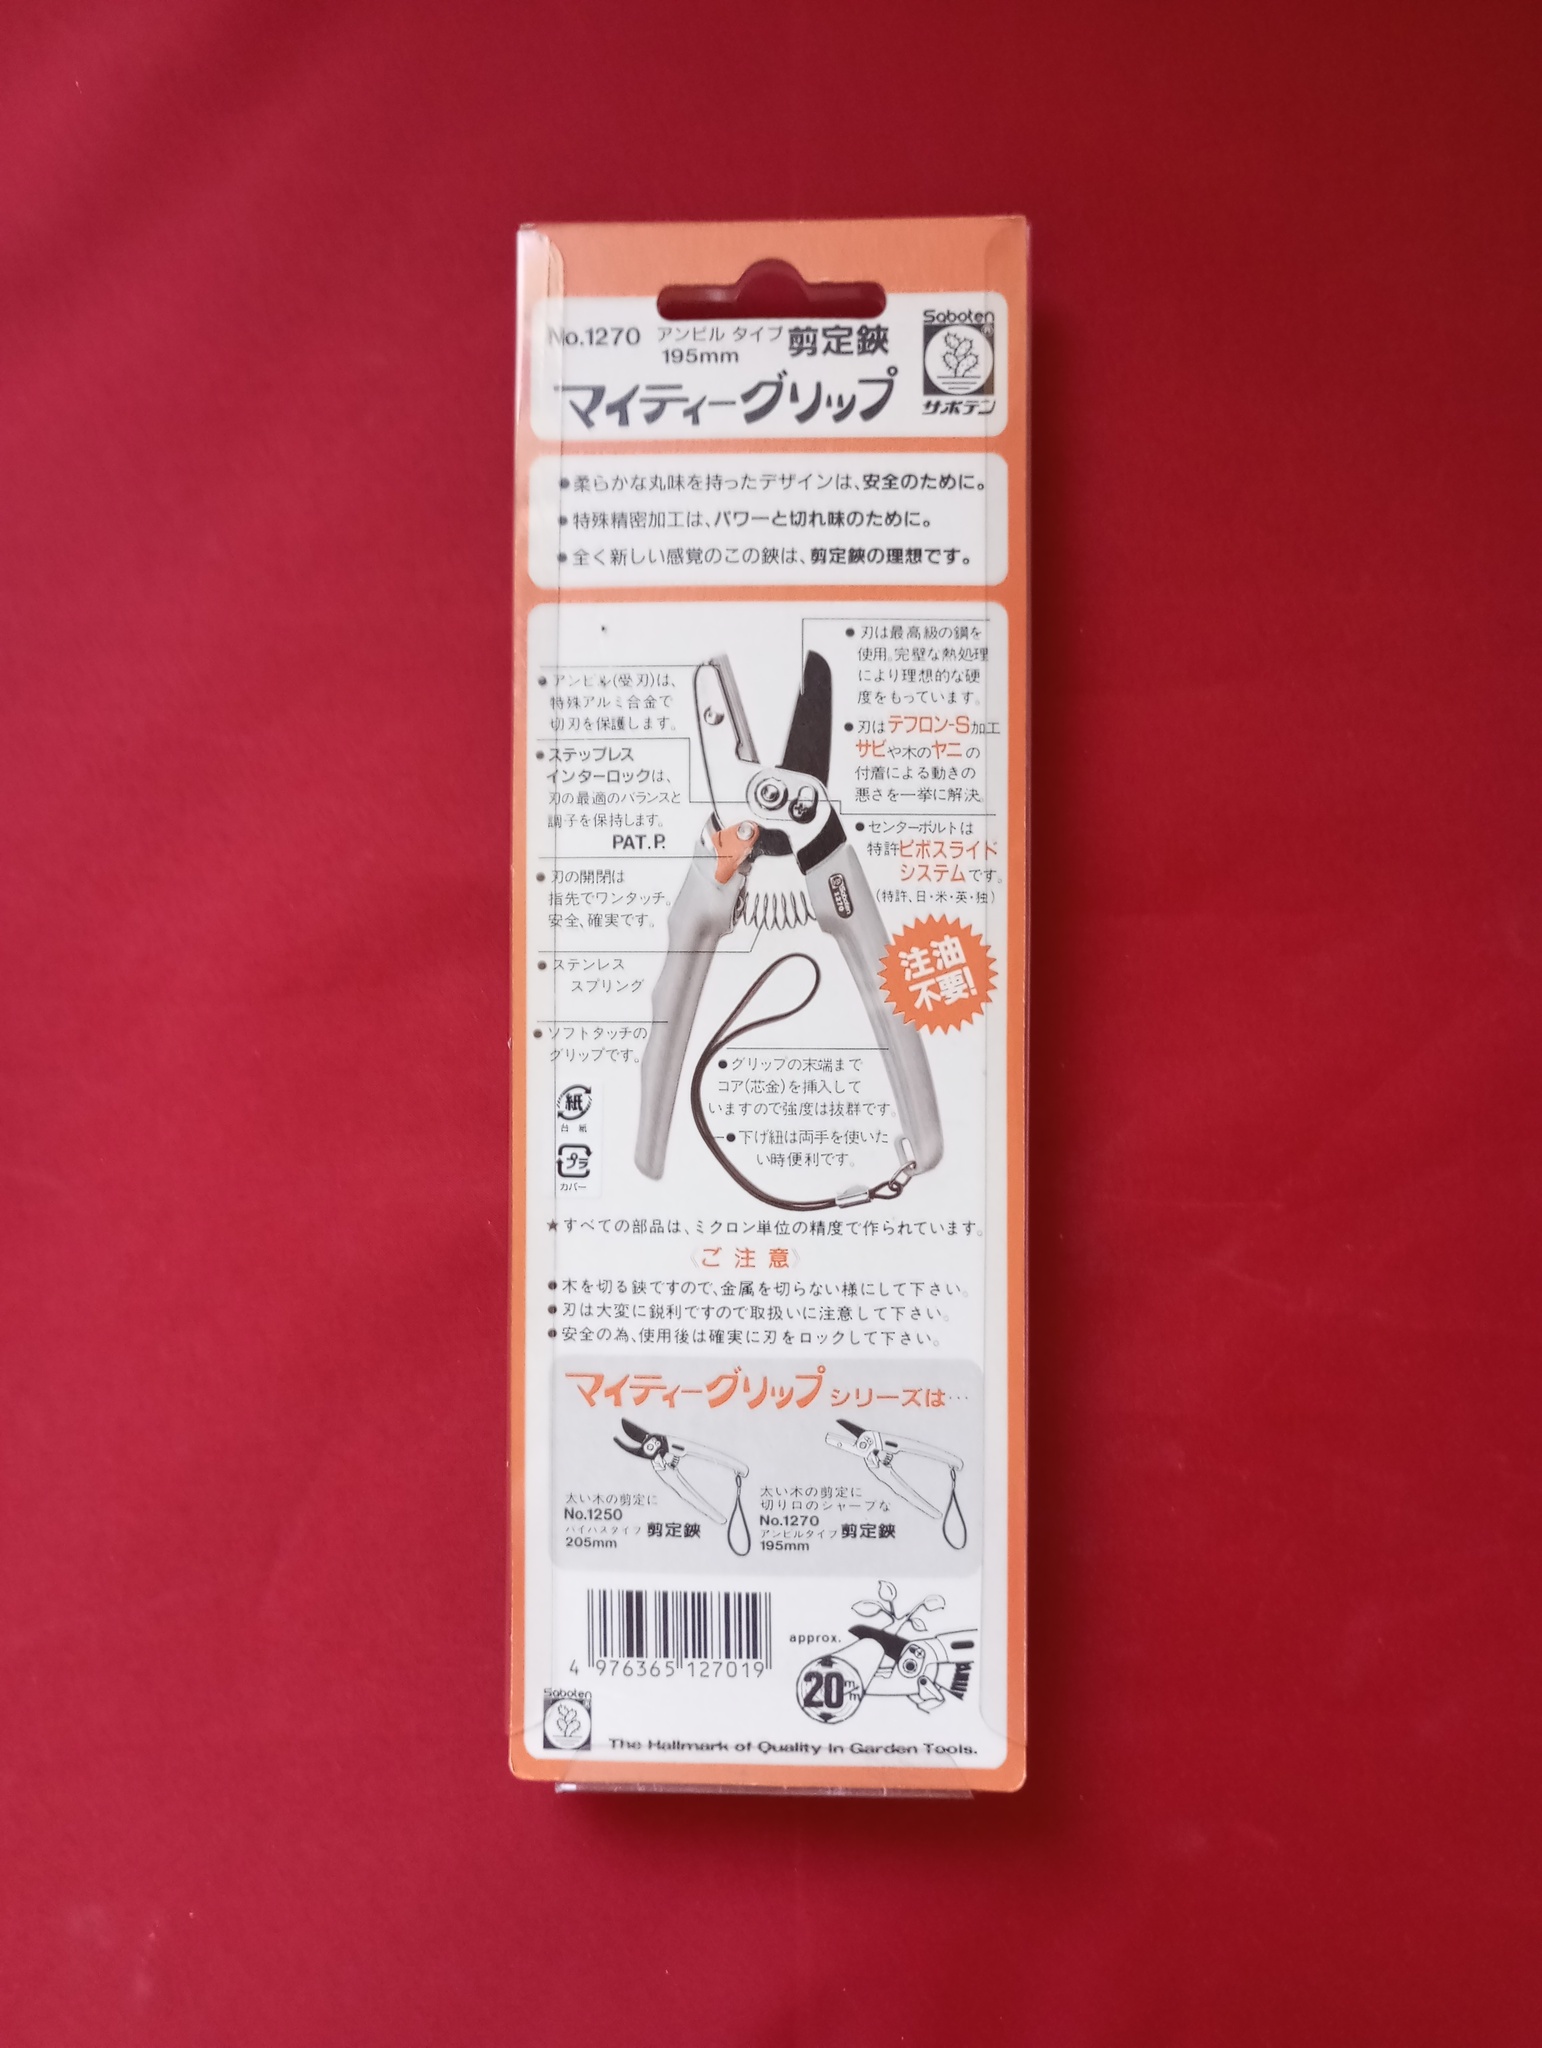 No.1270 アンビル タイプ 剪定鋏
195mm
マイティーグリップ
Saboten
サボテン
●柔らかな丸味を持ったデザインは、安全のために。
●特殊精密加工は、パワーと切れ味のために。
●全く新しい感覚のこの鋏は、剪定鋏の理想です。
●アンビル(受刃)は、
特殊アルミ合金で
切刃を保護します。
●ステップレス
インターロックは、
刃の最適のバランスと
調子を保持します。
PAT.P.
●刃の開閉は
指先でワンタッチ。
安全、確実です。
●ステンレス
スプリング
●ソフトタッチの
グリップです。
●刃は最高級の鋼を
使用。完璧な熱処理
により理想的な硬
度をもっています。
●刃はテフロン-S加工
サビや木のヤニの
付着による動きの
悪さを一挙に解決。
●センターボルトは
特許ピボスライド
システムです。
(特許、日・米・英・独)
注油
不要!
●グリップの末端まで
コア(芯金)を挿入して
いますので強度は抜群です。
●下げ紐は両手を使いた
い時便利です。
紙
台紙
プラ
カバー
★すべての部品は、ミクロン単位の精度で作られています。
〈ご注意〉
●木を切る鋏ですので、金属を切らない様にして下さい。
●刃は大変に鋭利ですので取扱いに注意して下さい。
●安全の為、使用後は確実に刃をロックして下さい。
マイティーグリップシリーズは…
太い木の剪定に
No.1250
バイパスタイプ 剪定鋏
205mm
太い木の剪定に
切り口のシャープな
No.1270
アンビルタイプ 剪定鋏
195mm
4 976365 127019
approx.
20m/m
Saboten
The Hallmark of Quality In Garden Tools.